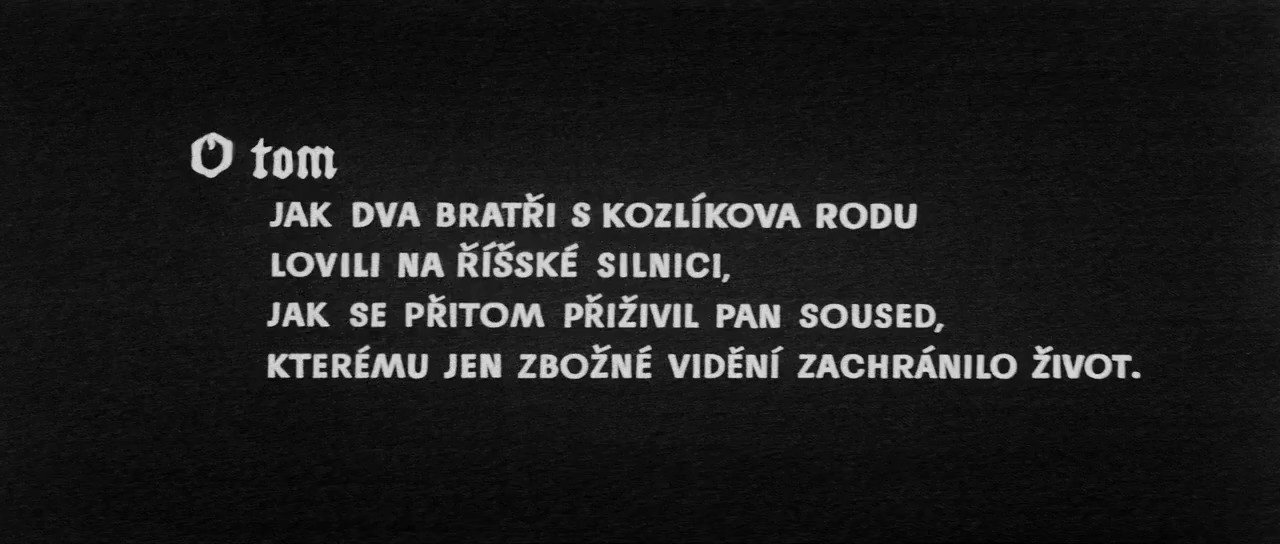 O tom
JAK DVA BRATŘI S KOZLÍKOVA RODU
LOVILI NA ŘÍŠSKÉ SILNICI,
JAK SE PŘITOM PŘIŽIVIL PAN SOUSED,
KTERÉMU JEN ZBOŽNÉ VIDĚNÍ ZACHRÁNILO ŽIVOT.